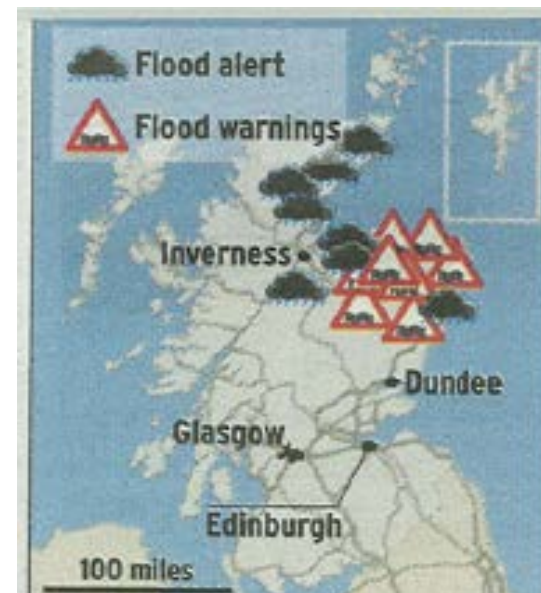 Flood alert
Flood warnings
Inverness
Dundee
Glasgow
Edinburgh
100 miles